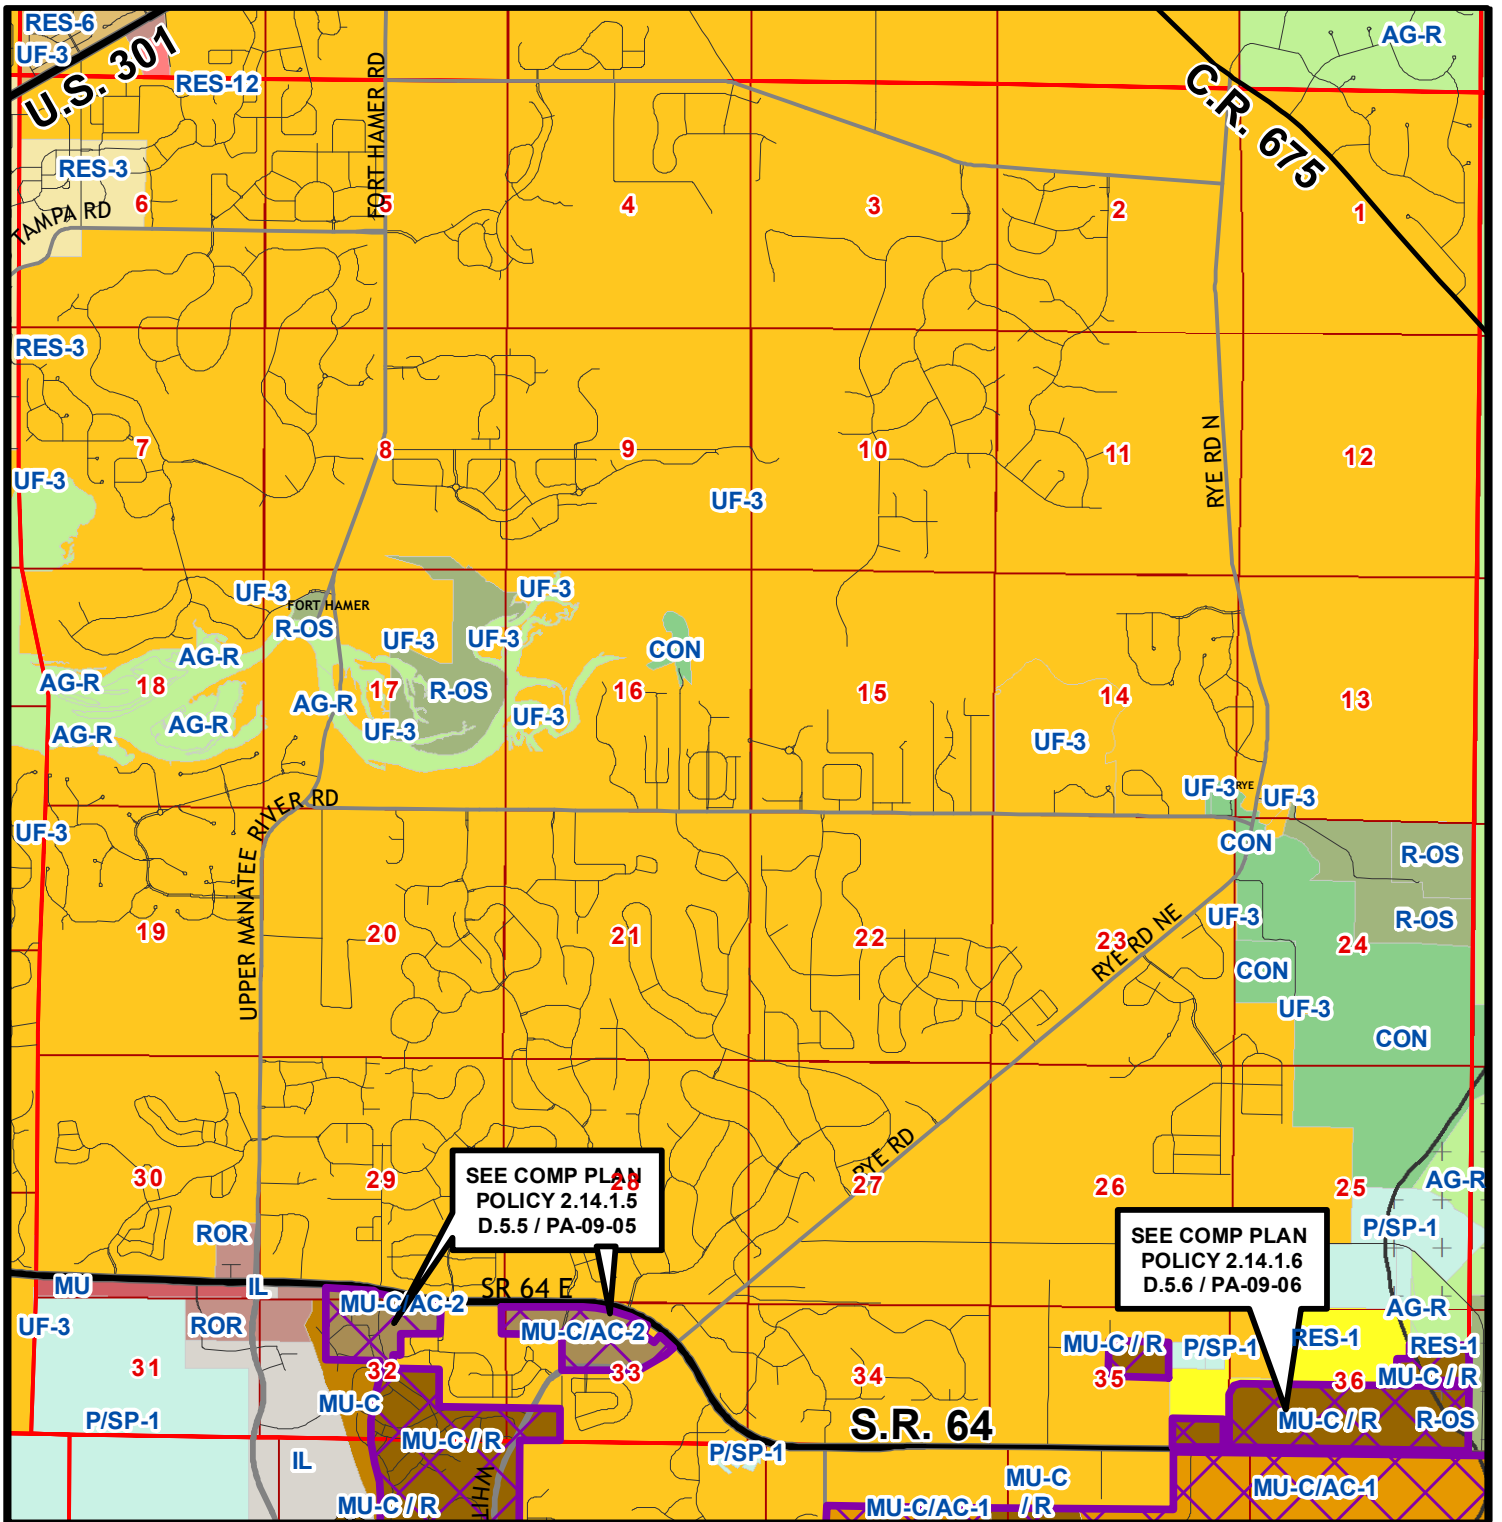 RES-6
UF-3
U.S. 301
RES-12
FORT HAMER RD
C.R. 675
AG-R
RES-3
TAMPA RD
6
5
4
3
2
1
RES-3
7
8
9
10
11
12
RYE RD N
UF-3
UF-3
UF-3
FORT HAMER
R-OS
UF-3
UF-3
UF-3
CON
AG-R
AG-R
18
AG-R
17
R-OS
16
15
14
13
AG-R
AG-R
UF-3
UF-3
UF-3
UF-3
RYE
UF-3
UPPER MANATEE RIVER RD
UF-3
CON
R-OS
19
20
21
22
23
RYE RD NE
UF-3
R-OS
24
CON
UF-3
CON
30
29
28
27
26
25
RYE RD
SEE COMP PLAN
POLICY 2.14.1.5
D.5.5 / PA-09-05
AG-R
P/SP-1
ROR
SEE COMP PLAN
POLICY 2.14.1.6
D.5.6 / PA-09-06
MU
IL
SR 64 E
MU-C/AC-2
MU-C/AC-2
AG-R
UF-3
ROR
MU-C / R
P/SP-1
RES-1
RES-1
31
32
33
34
35
36
MU-C / R
MU-C
P/SP-1
MU-C / R
S.R. 64
MU-C / R
R-OS
P/SP-1
IL
WHIT
MU-C
/ R
MU-C / R
MU-C/AC-1
MU-C/AC-1